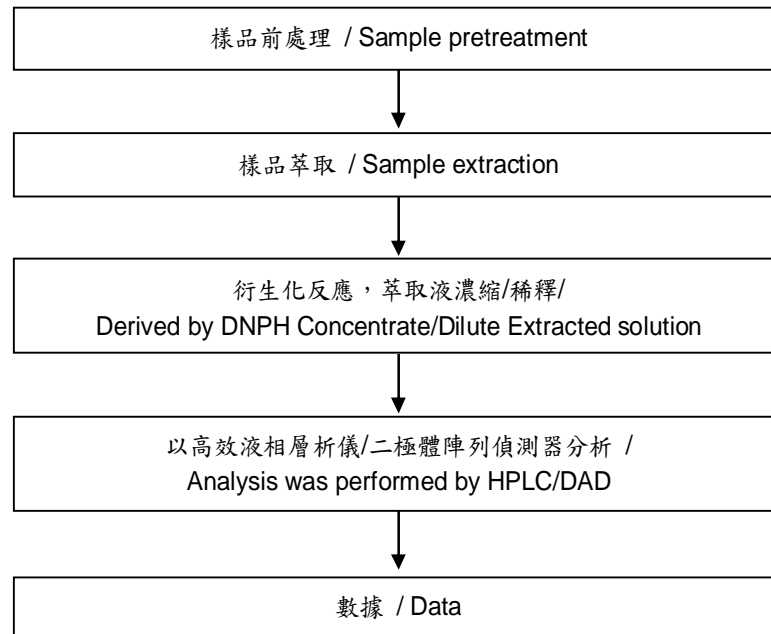 樣品前處理 / Sample pretreatment
樣品萃取 / Sample extraction
衍生化反應，萃取液濃縮/稀釋/
Derived by DNPH Concentrate/Dilute Extracted solution
以高效液相層析儀/二極體陣列偵測器分析 /
Analysis was performed by HPLC/DAD
數據 / Data